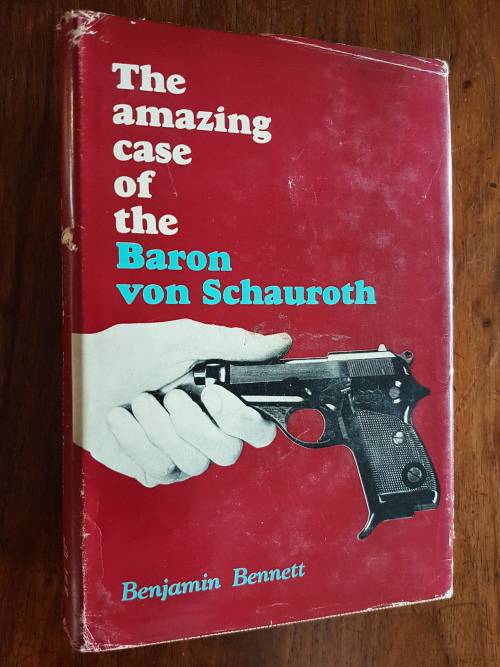 The
amazing
case
of
the
Baron
von Schauroth
Benjamin Bennett